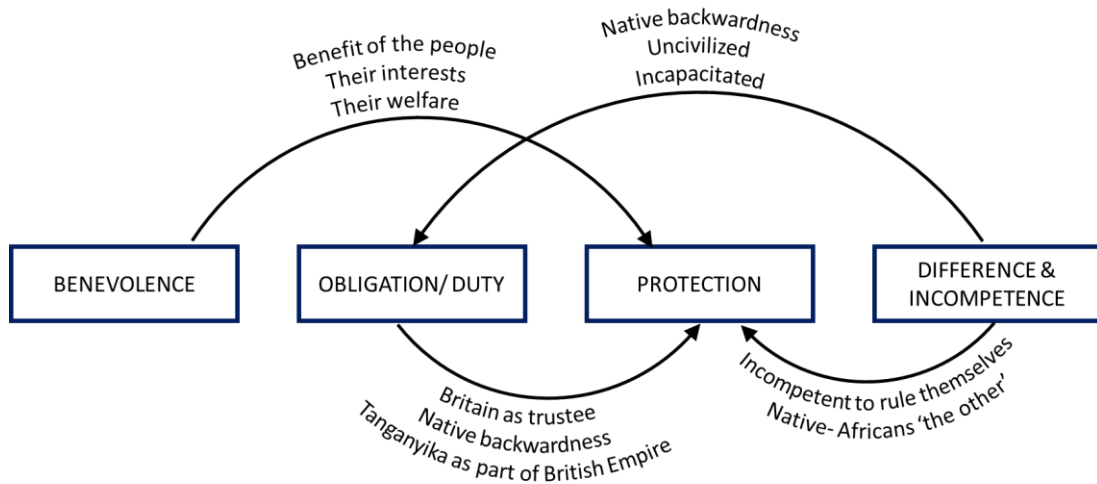 Benefit of the people
Their interests
Their welfare
Native backwardness
Uncivilized
Incapacitated
BENEVOLENCE
OBLIGATION/ DUTY
PROTECTION
DIFFERENCE &
INCOMPETENCE
Britain as trustee
Native backwardness
Tanganyika as part of British Empire
Incompetent to rule themselves
Native- Africans ‘the other’